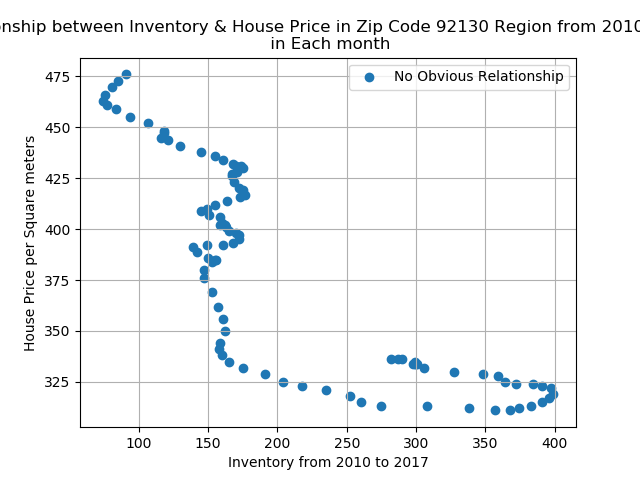 onship between Inventory & House Price in Zip Code 92130 Region from 2010
in Each month
No Obvious Relationship
475
450
425
400
375
350
325
House Price per Square meters
100 150 200 250 300 350 400
Inventory from 2010 to 2017